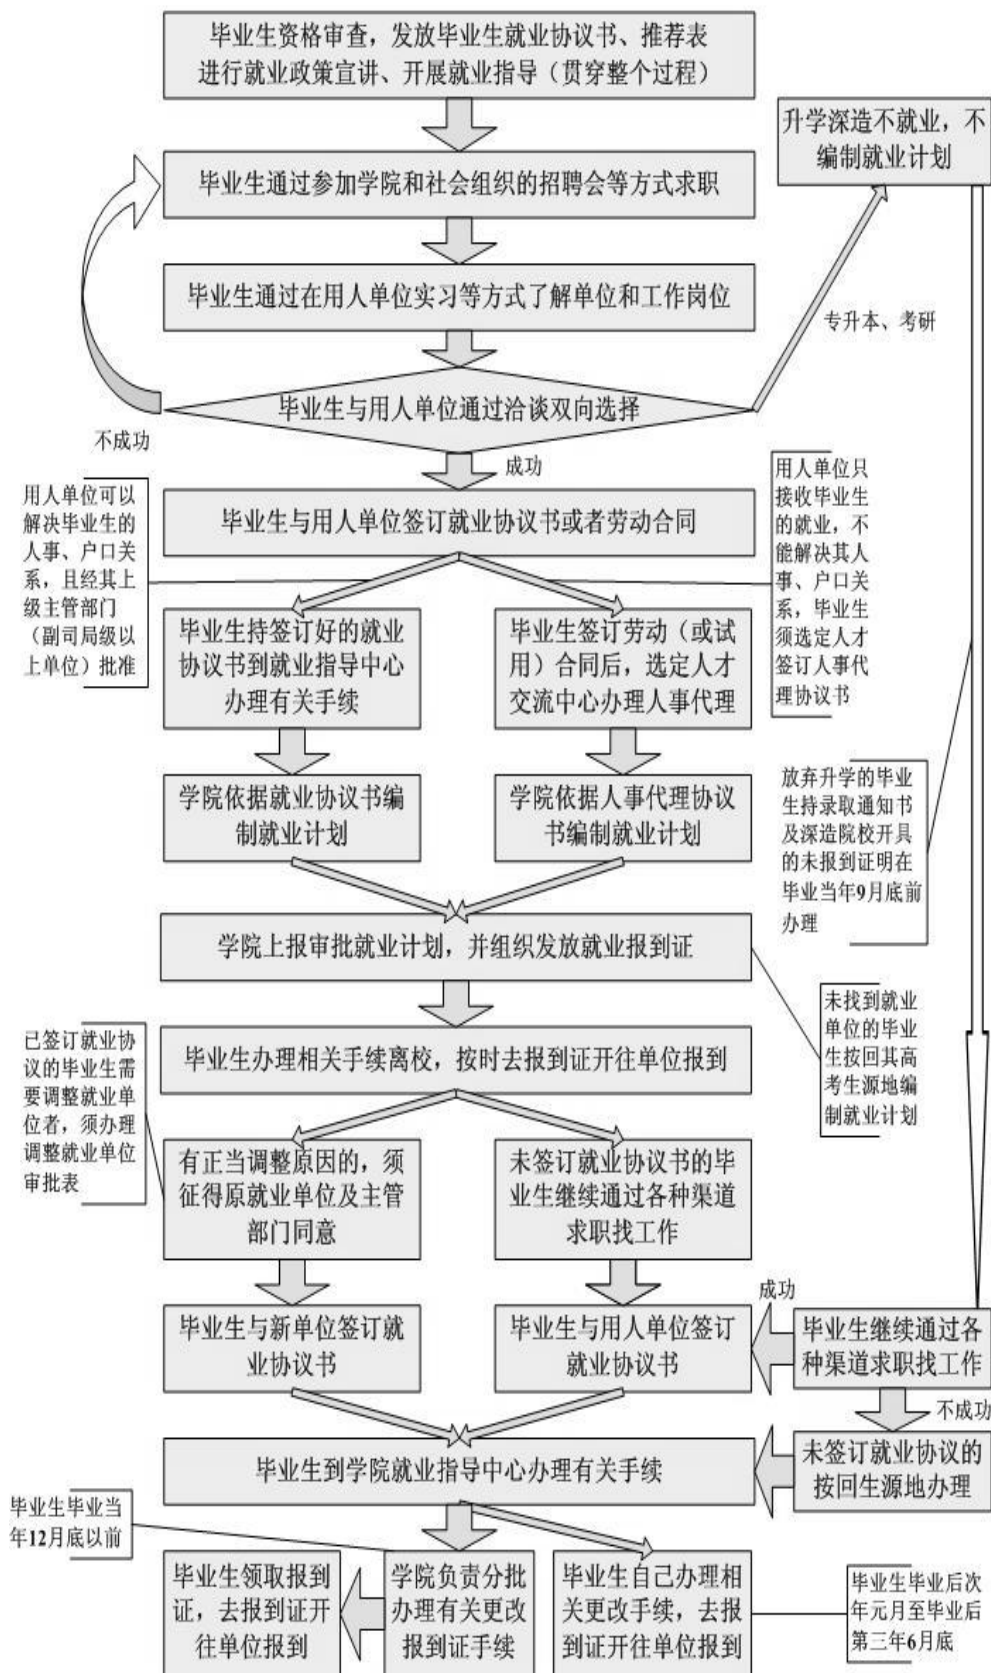 毕业生资格审查，发放毕业生就业协议书、推荐表
进行就业政策宣讲、开展就业指导（贯穿整个过程）
升学深造不就业，不
编制就业计划
毕业生通过参加学院和社会组织的招聘会等方式求职
毕业生通过在用人单位实习等方式了解单位和工作岗位
专升本、考研
毕业生与用人单位通过洽谈双向选择
不成功
成功
用人单位可以
解决毕业生的
人事、户口关
系，且经其上
级主管部门
（副司局级以
上单位）批准
毕业生与用人单位签订就业协议书或者劳动合同
用人单位只
接收毕业生
的就业，不
能解决其人
事、户口关
系，毕业生
须选定人才
签订人事代
理协议书
毕业生持签订好的就业
协议书到就业指导中心
办理有关手续
毕业生签订劳动（或试
用）合同后，选定人才
交流中心办理人事代理
学院依据就业协议书编
制就业计划
学院依据人事代理协议
书编制就业计划
放弃升学的毕业
生持录取通知书
及深造院校开具
的未报到证明在
毕业当年9月底前
办理
学院上报审批就业计划，并组织发放就业报到证
未找到就业
单位的毕业
生按回其高
考生源地编
制就业计划
毕业生办理相关手续离校，按时去报到证开往单位报到
已签订就业协
议的毕业生需
要调整就业单
位者，须办理
调整就业单位
审批表
有正当调整原因的，须
征得原就业单位及主管
部门同意
未签订就业协议书的毕
业生继续通过各种渠道
求职找工作
毕业生与新单位签订就
业协议书
毕业生与用人单位签订
就业协议书
成功
毕业生继续通过各
种渠道求职找工作
不成功
未签订就业协议的
按回生源地办理
毕业生到学院就业指导中心办理有关手续
毕业生毕业当
年12月底以前
毕业生领取报到
证，去报到证开
往单位报到
学院负责分批
办理有关更改
报到证手续
毕业生自己办理相
关更改手续，去报
到证开往单位报到
毕业生毕业后次
年元月至毕业后
第三年6月底